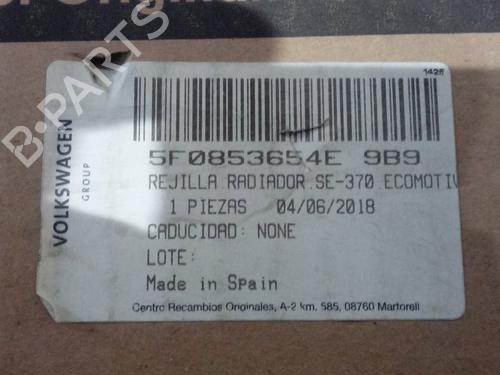 VOLKSWAGEN
GROUP
1426
5F0853654E 9B9
REJILLA RADIADOR SE-370 ECOMOTIV
1 PIEZAS 04/06/2018
CADUCIDAD: NONE
LOTE:
Made in Spain
Centro Recambios Originales, A-2 km. 585, 08760 Martorell
B-PARTS